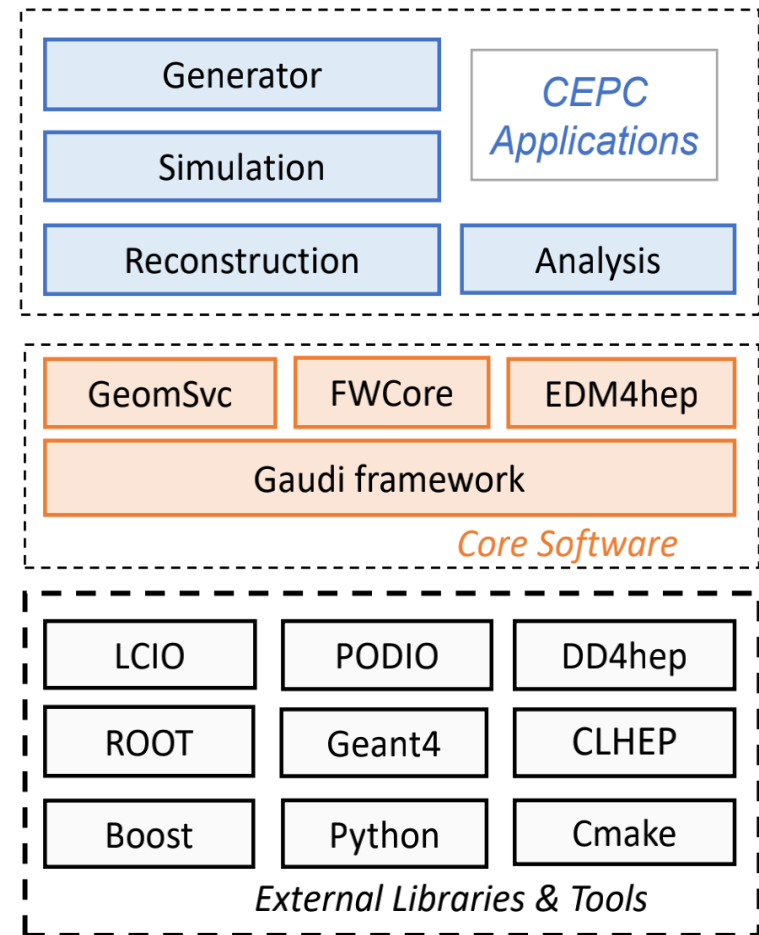 Generator
CEPC
Applications
Simulation
Reconstruction
Analysis
GeomSvc
FWCore
EDM4hep
Gaudi framework
Core Software
LCIO
PODIO
DD4hep
ROOT
Geant4
CLHEP
Boost
Python
Cmake
External Libraries & Tools